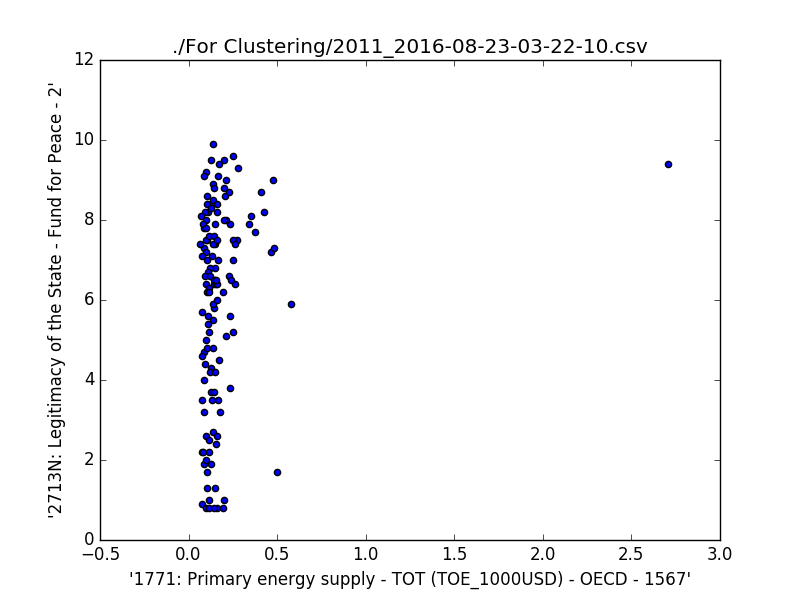 ./For Clustering/2011_2016-08-23-03-22-10.csv
'2713N: Legitimacy of the State - Fund for Peace - 2'
12
10
8
6
4
2
0
−0.5 0.0 0.5 1.0 1.5 2.0 2.5 3.0
'1771: Primary energy supply - TOT (TOE_1000USD) - OECD - 1567'